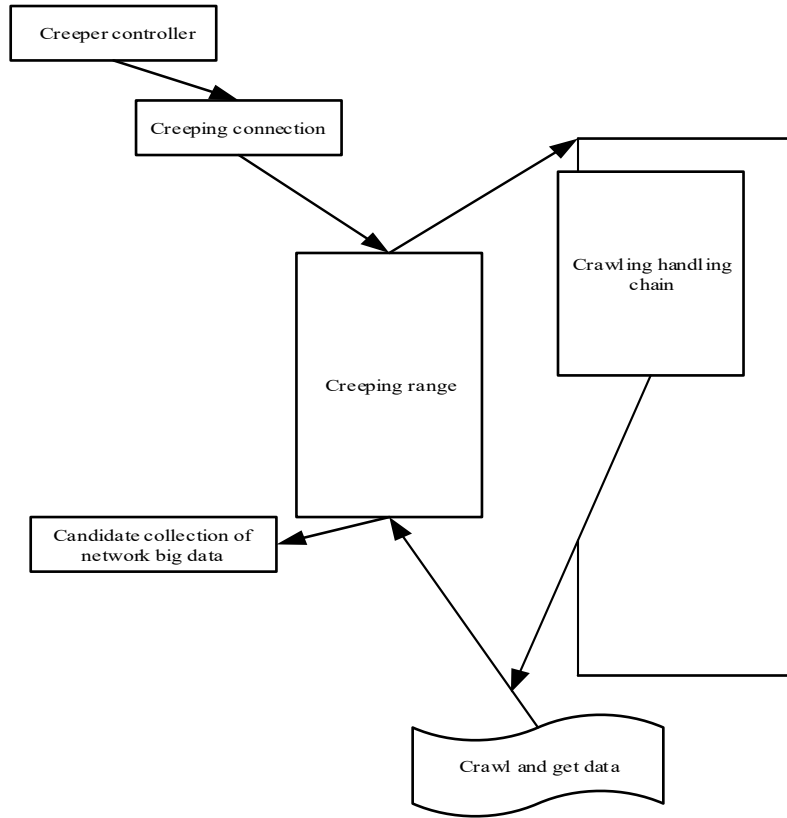 Creeper controller
Creeping connection
Crawling handling
chain
Creeping range
Candidate collection of
network big data
Crawl and get data